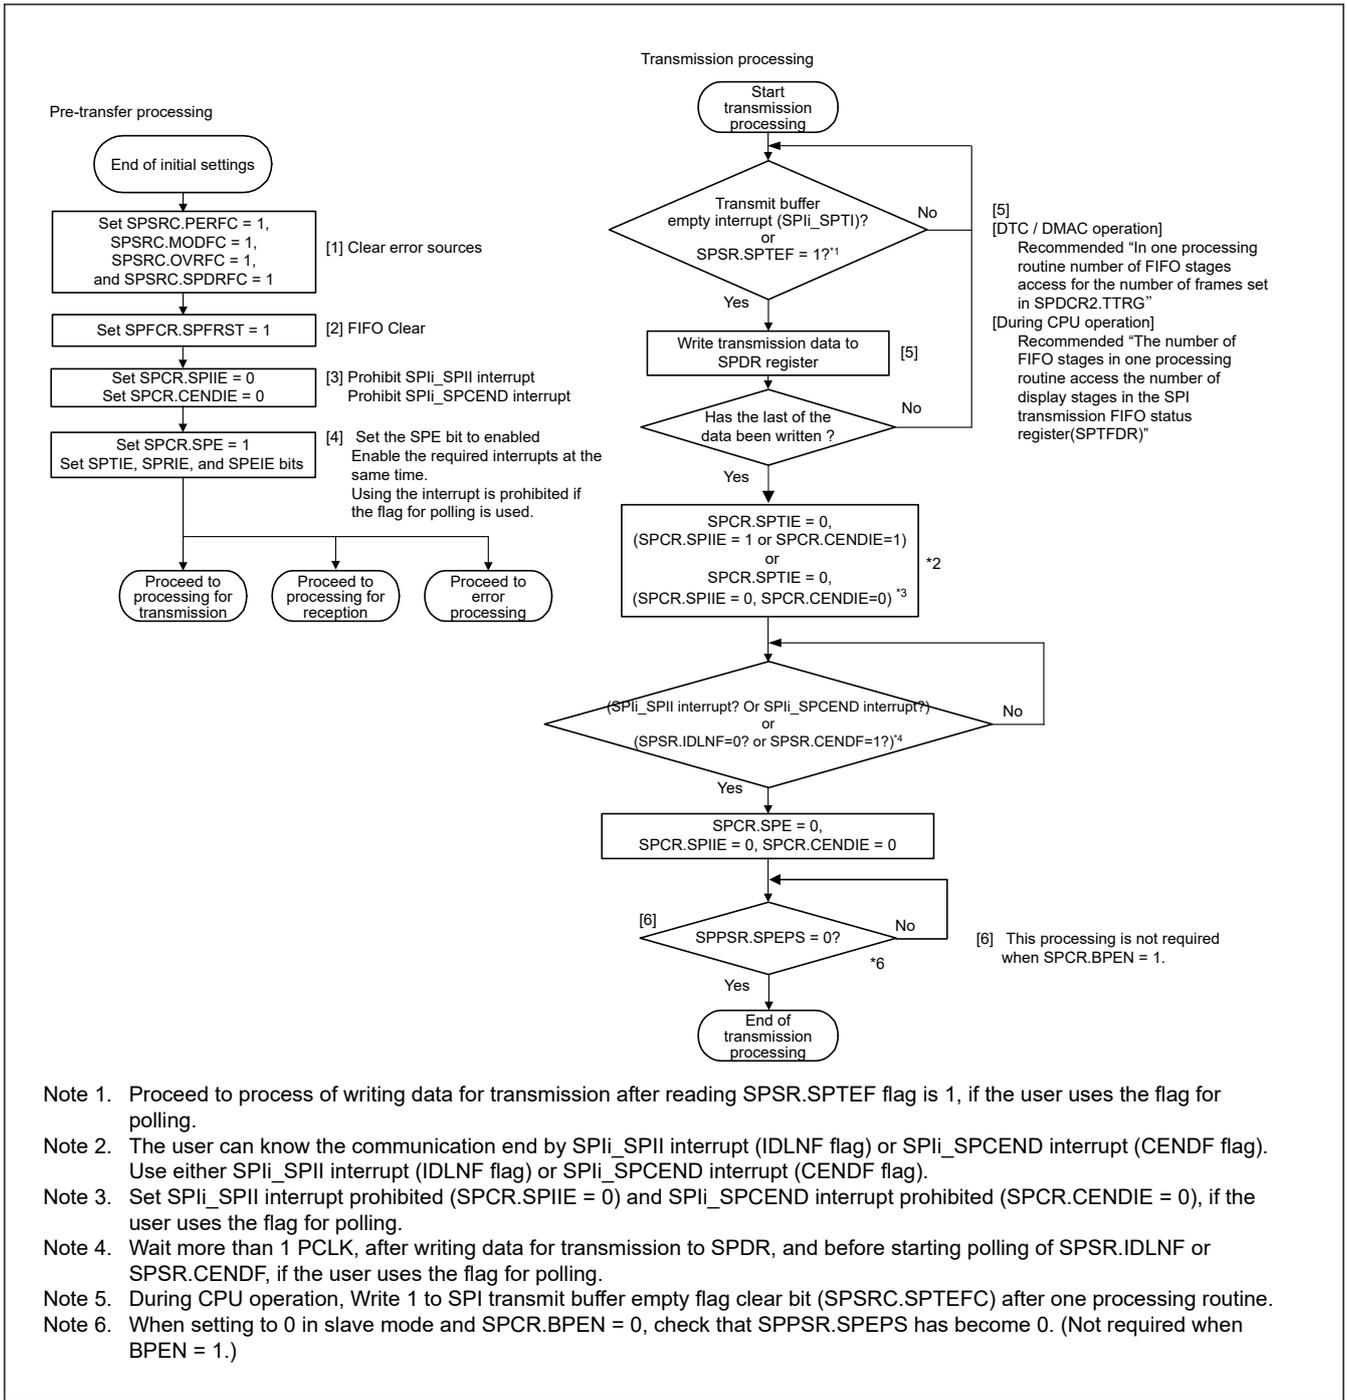 Pre-transfer processing
End of initial settings
Set SPSRC.PERFC = 1,
SPSRC.MODFC = 1,
SPSRC.OVRFC = 1,
and SPSRC.SPDRFC = 1
[1] Clear error sources
Set SPFCR.SPFRST = 1
[2] FIFO Clear
Set SPCR.SPIIE = 0
Set SPCR.CENDIE = 0
[3] Prohibit SPIi_SPII interrupt
Prohibit SPIi_SPCEND interrupt
Set SPCR.SPE = 1
Set SPTIE, SPRIE, and SPEIE bits
[4] Set the SPE bit to enabled
Enable the required interrupts at the
same time.
Using the interrupt is prohibited if
the flag for polling is used.
Proceed to
processing for
transmission
Proceed to
processing for
reception
Proceed to
error
processing
Transmission processing
Start
transmission
processing
Transmit buffer
empty interrupt (SPIi_SPTI)?
or
SPSR.SPTEF = 1?*1
No
Yes
Write transmission data to
SPDR register
[5]
Has the last of the
data been written ?
No
Yes
[5]
[DTC / DMAC operation]
Recommended “In one processing
routine number of FIFO stages
access for the number of frames set
in SPDCR2.TTRG”
[During CPU operation]
Recommended “The number of
FIFO stages in one processing
routine access the number of
display stages in the SPI
transmission FIFO status
register(SPTFDR)”
SPCR.SPTIE = 0,
(SPCR.SPIIE = 1 or SPCR.CENDIE=1)
or
SPCR.SPTIE = 0,
(SPCR.SPIIE = 0, SPCR.CENDIE=0) *3
*2
(SPIi_SPII interrupt? Or SPIi_SPCEND interrupt?)
or
(SPSR.IDLNF=0? or SPSR.CENDF=1?)*4
No
Yes
SPCR.SPE = 0,
SPCR.SPIIE = 0, SPCR.CENDIE = 0
[6]
SPPSR.SPEPS = 0?
No
*6
Yes
[6] This processing is not required
when SPCR.BPEN = 1.
End of
transmission
processing
Note 1. Proceed to process of writing data for transmission after reading SPSR.SPTEF flag is 1, if the user uses the flag for
polling.
Note 2. The user can know the communication end by SPIi_SPII interrupt (IDLNF flag) or SPIi_SPCEND interrupt (CENDF flag).
Use either SPIi_SPII interrupt (IDLNF flag) or SPIi_SPCEND interrupt (CENDF flag).
Note 3. Set SPIi_SPII interrupt prohibited (SPCR.SPIIE = 0) and SPIi_SPCEND interrupt prohibited (SPCR.CENDIE = 0), if the
user uses the flag for polling.
Note 4. Wait more than 1 PCLK, after writing data for transmission to SPDR, and before starting polling of SPSR.IDLNF or
SPSR.CENDF, if the user uses the flag for polling.
Note 5. During CPU operation, Write 1 to SPI transmit buffer empty flag clear bit (SPSRC.SPTEFC) after one processing routine.
Note 6. When setting to 0 in slave mode and SPCR.BPEN = 0, check that SPPSR.SPEPS has become 0. (Not required when
BPEN = 1.)